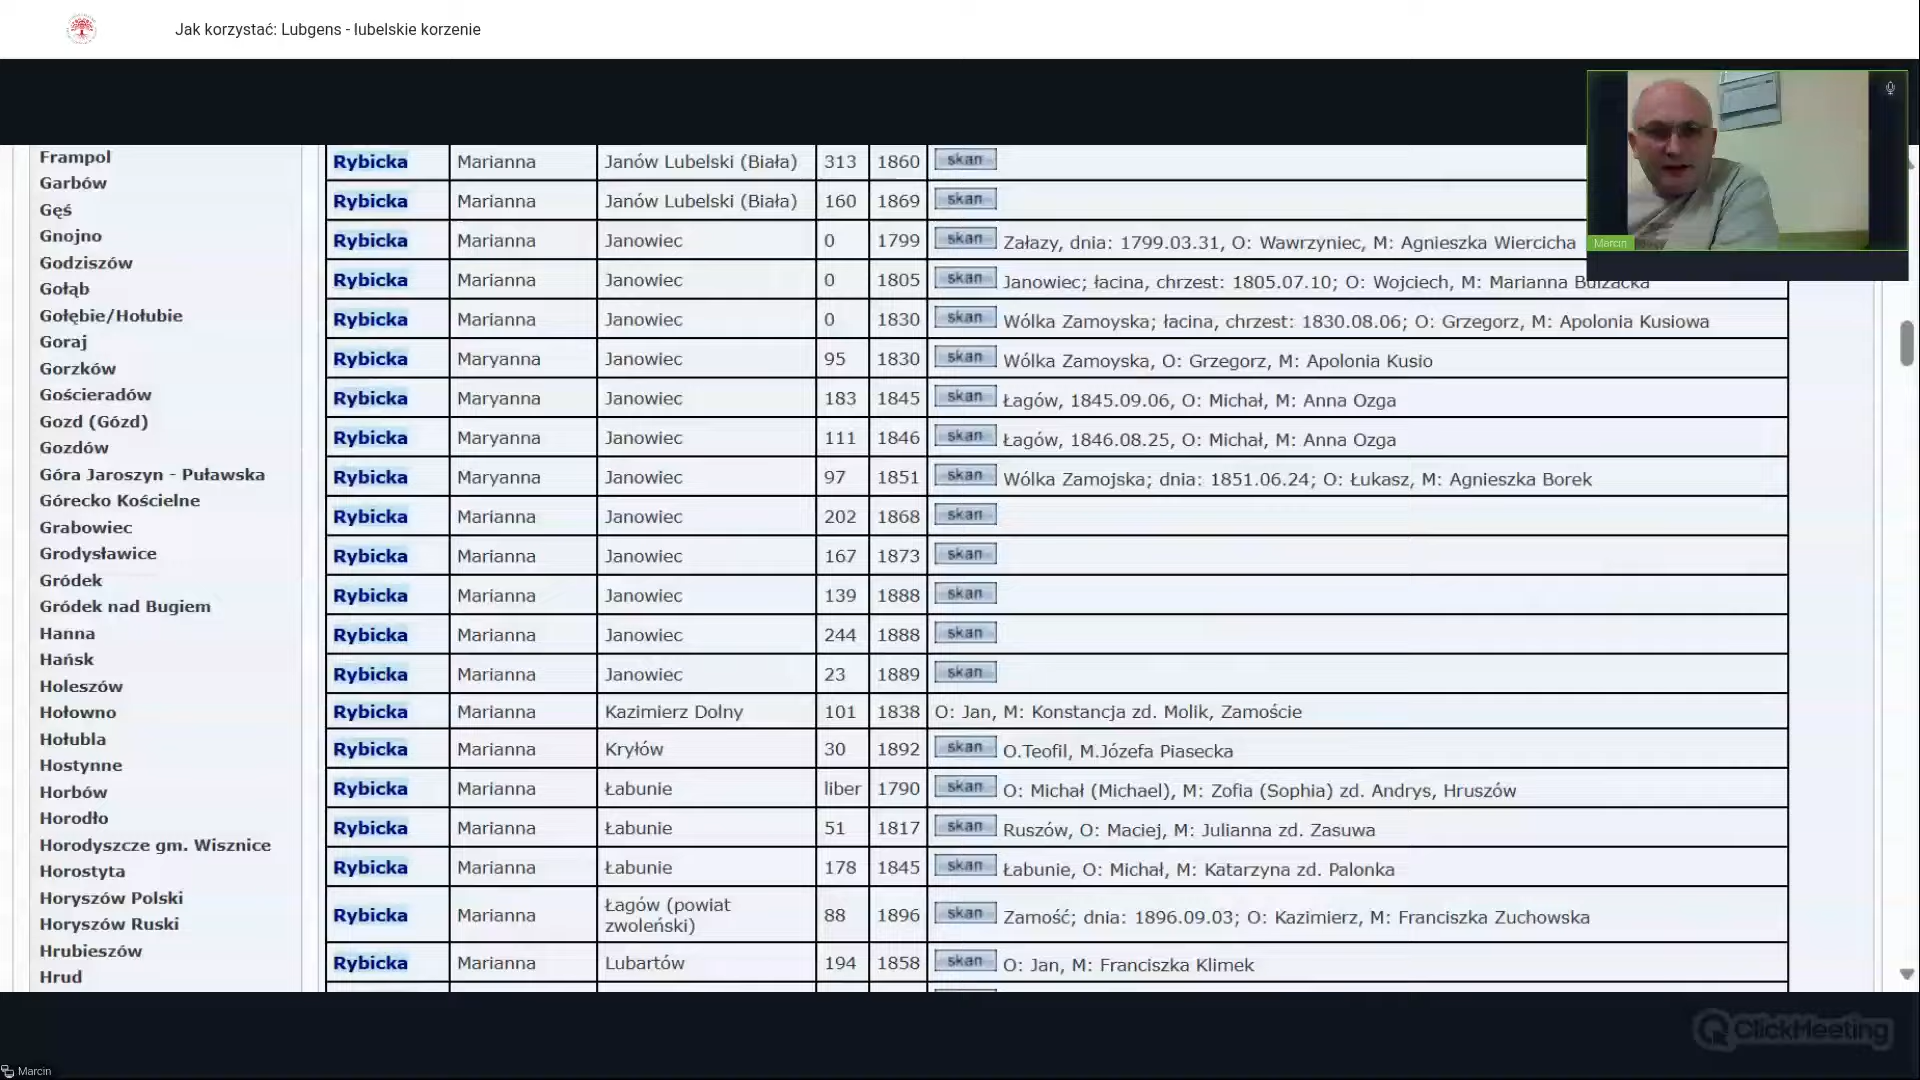 Jak korzystać: Lubgens - lubelskie korzenie
Marcin
Frampol
Garbów
Gęś
Gnojno
Godziszów
Gołąb
Gołębie/Hołubie
Goraj
Gorzków
Gościeradów
Gozd (Gózd)
Gozdów
Góra Jaroszyn - Puławska
Górecko Kościelne
Grabowiec
Grodysławice
Gródek
Gródek nad Bugiem
Hanna
Hańsk
Holeszów
Hołowno
Hołubla
Hostynne
Horbów
Horodło
Horodyszcze gm. Wisznice
Horostyta
Horyszów Polski
Horyszów Ruski
Hrubieszów
Hrud
Rybicka Marianna Janów Lubelski (Biała) 313 1860 skan
Rybicka Marianna Janów Lubelski (Biała) 160 1869 skan
Rybicka Marianna Janowiec 0 1799 skan Załazy, dnia: 1799.03.31, O: Wawrzyniec, M: Agnieszka Wiercicha
Rybicka Marianna Janowiec 0 1805 skan Janowiec; łacina, chrzest: 1805.07.10; O: Wojciech, M: Marianna
Rybicka Marianna Janowiec 0 1830 skan Wólka Zamoyska; łacina, chrzest: 1830.08.06; O: Grzegorz, M: Apolonia Kusiowa
Rybicka Maryanna Janowiec 95 1830 skan Wólka Zamoyska, O: Grzegorz, M: Apolonia Kusio
Rybicka Maryanna Janowiec 183 1845 skan Łagów, 1845.09.06, O: Michał, M: Anna Ozga
Rybicka Maryanna Janowiec 111 1846 skan Łagów, 1846.08.25, O: Michał, M: Anna Ozga
Rybicka Maryanna Janowiec 97 1851 skan Wólka Zamojska; dnia: 1851.06.24; O: Łukasz, M: Agnieszka Borek
Rybicka Marianna Janowiec 202 1868 skan
Rybicka Marianna Janowiec 167 1873 skan
Rybicka Marianna Janowiec 139 1888 skan
Rybicka Marianna Janowiec 244 1888 skan
Rybicka Marianna Janowiec 23 1889 skan
Rybicka Marianna Kazimierz Dolny 101 1838 O: Jan, M: Konstancja zd. Molik, Zamoście
Rybicka Marianna Kryłów 30 1892 skan O.Teofil, M.Józefa Piasecka
Rybicka Marianna Łabunie liber 1790 skan O: Michał (Michael), M: Zofia (Sophia) zd. Andrys, Hruszów
Rybicka Marianna Łabunie 51 1817 skan Ruszów, O: Maciej, M: Julianna zd. Zasuwa
Rybicka Marianna Łabunie 178 1845 skan Łabunie, O: Michał, M: Katarzyna zd. Palonka
Rybicka Marianna Łagów (powiat
zwoleński) 88 1896 skan Zamość; dnia: 1896.09.03; O: Kazimierz, M: Franciszka Zuchowska
Rybicka Marianna Lubartów 194 1858 skan O: Jan, M: Franciszka Klimek
ClickMeeting
Marcin